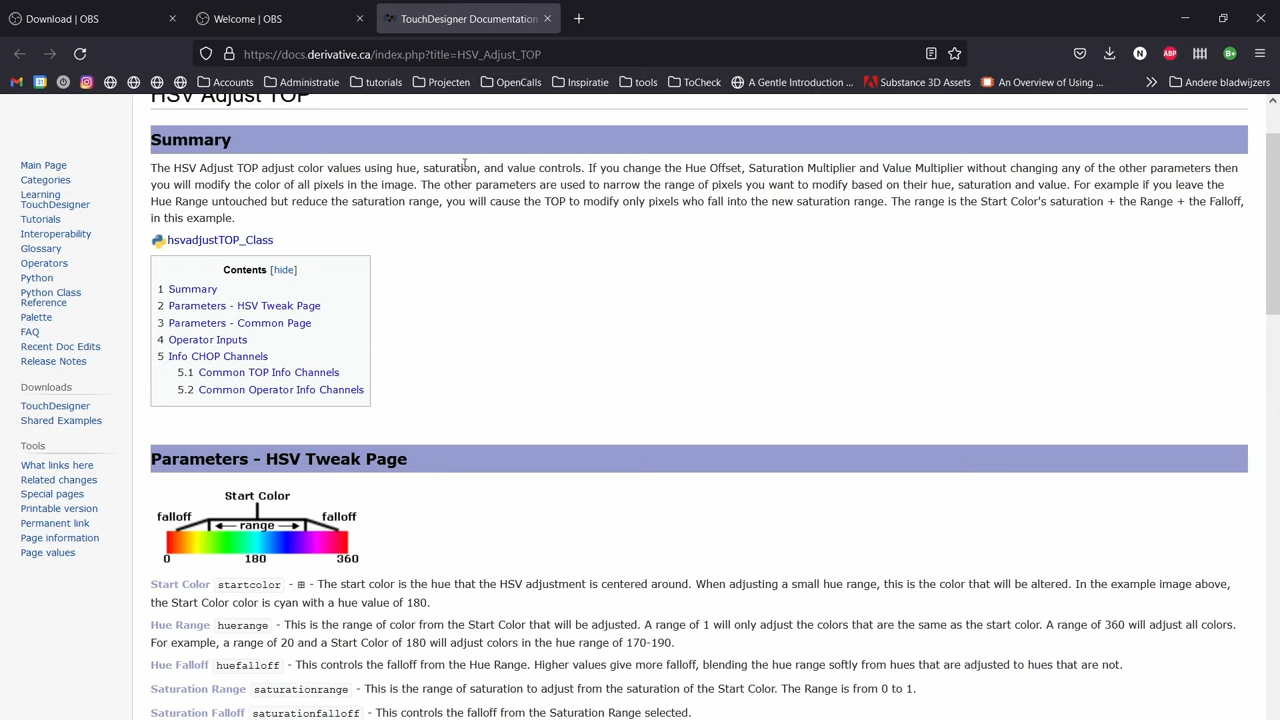 Download | OBS
Welcome | OBS
TouchDesigner Documentation
https://docs.derivative.ca/index.php?title=HSV_Adjust_TOP
N
ABP
B+
31
Accounts
Administratie
tutorials
Projecten
OpenCalls
Inspiratie
tools
ToCheck
A Gentle Introduction ...
Substance 3D Assets
An Overview of Using ...
Andere bladwijzers
HSV Adjust TOP
Main Page
Categories
Learning
TouchDesigner
Tutorials
Interoperability
Glossary
Operators
Python
Python Class
Reference
Palette
FAQ
Recent Doc Edits
Release Notes
Downloads
TouchDesigner
Shared Examples
Tools
What links here
Related changes
Special pages
Printable version
Permanent link
Page information
Page values
Summary
The HSV Adjust TOP adjust color values using hue, saturation, and value controls. If you change the Hue Offset, Saturation Multiplier and Value Multiplier without changing any of the other parameters then
you will modify the color of all pixels in the image. The other parameters are used to narrow the range of pixels you want to modify based on their hue, saturation and value. For example if you leave the
Hue Range untouched but reduce the saturation range, you will cause the TOP to modify only pixels who fall into the new saturation range. The range is the Start Color's saturation + the Range + the Falloff,
in this example.
hsvadjustTOP_Class
Contents [hide]
1 Summary
2 Parameters - HSV Tweak Page
3 Parameters - Common Page
4 Operator Inputs
5 Info CHOP Channels
5.1 Common TOP Info Channels
5.2 Common Operator Info Channels
Parameters - HSV Tweak Page
Start Color
falloff
falloff
range
0
180
360
Start Color startcolor - ⊞ - The start color is the hue that the HSV adjustment is centered around. When adjusting a small hue range, this is the color that will be altered. In the example image above,
the Start Color color is cyan with a hue value of 180.
Hue Range huerange - This is the range of color from the Start Color that will be adjusted. A range of 1 will only adjust the colors that are the same as the start color. A range of 360 will adjust all colors.
For example, a range of 20 and a Start Color of 180 will adjust colors in the hue range of 170-190.
Hue Falloff huefalloff - This controls the falloff from the Hue Range. Higher values give more falloff, blending the hue range softly from hues that are adjusted to hues that are not.
Saturation Range saturationrange - This is the range of saturation to adjust from the saturation of the Start Color. The Range is from 0 to 1.
Saturation Falloff saturationfalloff - This controls the falloff from the Saturation Range selected.